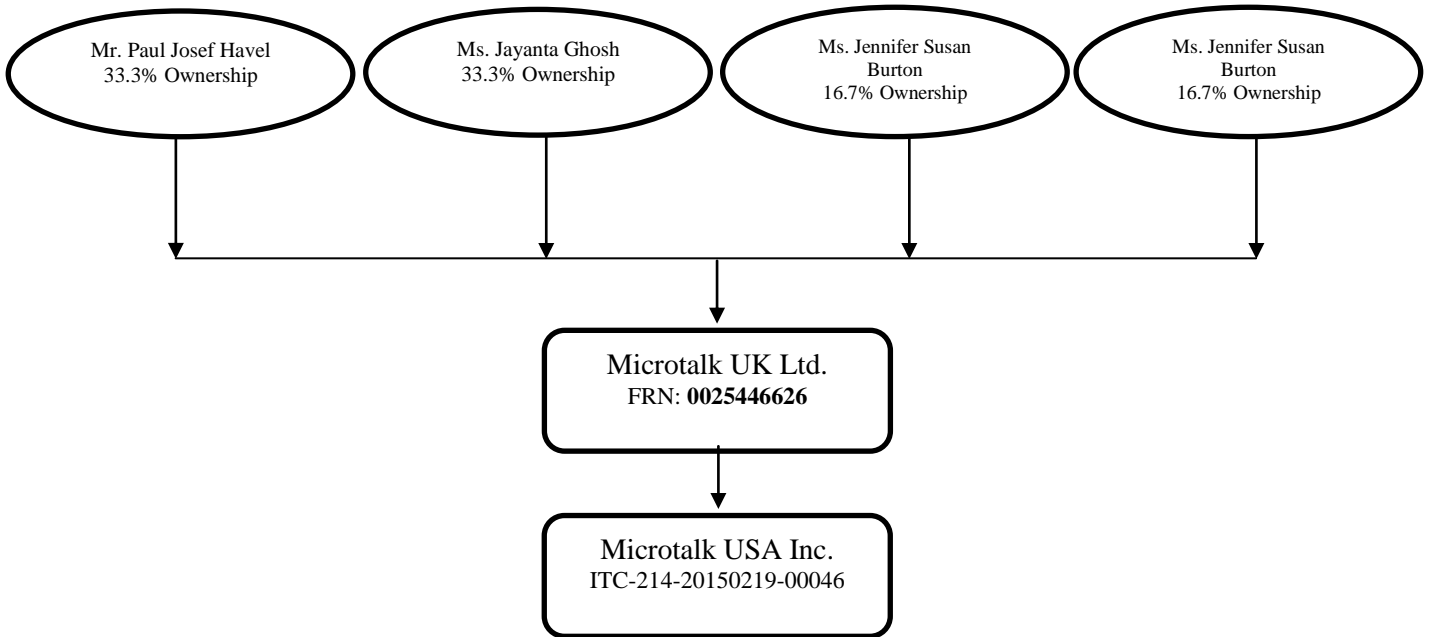 Mr. Paul Josef Havel
33.3% Ownership
Ms. Jayanta Ghosh
33.3% Ownership
Ms. Jennifer Susan
Burton
16.7% Ownership
Ms. Jennifer Susan
Burton
16.7% Ownership
Microtalk UK Ltd.
FRN: 0025446626
Microtalk USA Inc.
ITC-214-20150219-00046